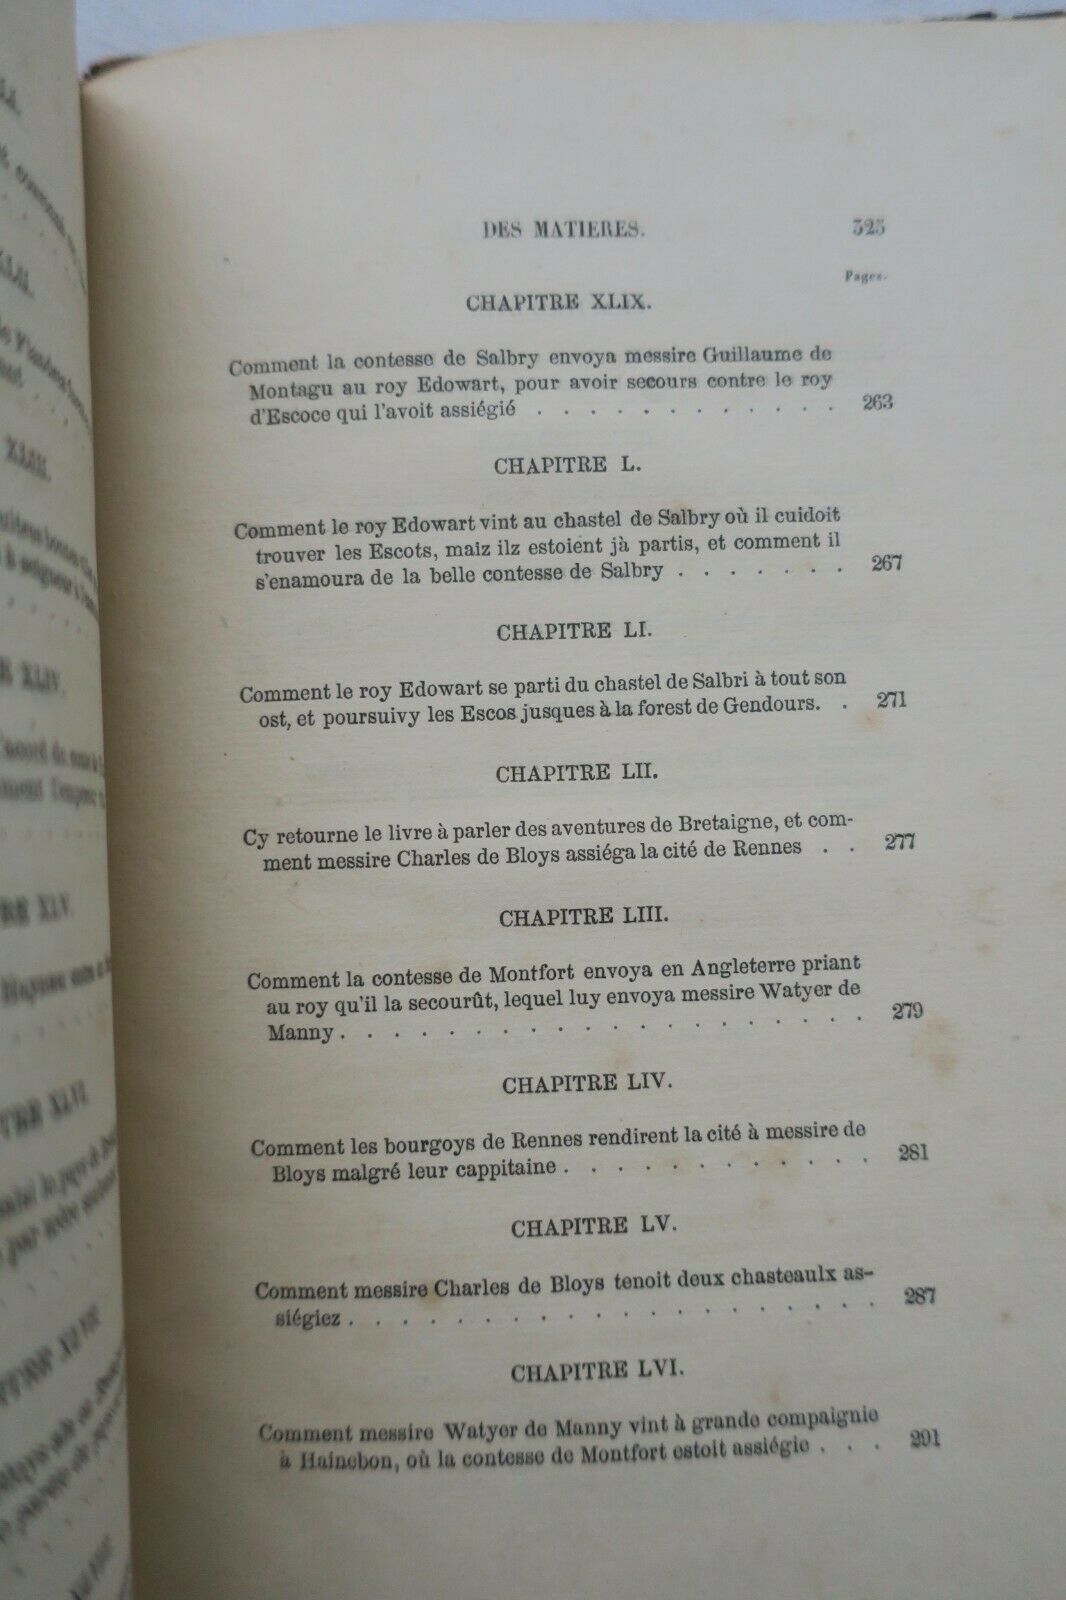 DES MATIERES. 325
Pages.
CHAPITRE XLIX.
Comment la contesse de Salbry envoya messire Guillaume de
Montagu au roy Edowart, pour avoir secours contre le roy
d'Escoce qui l'avoit assiégié . . . . . . . . . . . . 263
CHAPITRE L.
Comment le roy Edowart vint au chastel de Salbry où il cuidoit
trouver les Escots, maiz ilz estoient jà partis, et comment il
s'enamoura de la belle contesse de Salbry . . . . . . . 267
CHAPITRE LI.
Comment le roy Edowart se parti du chastel de Salbri à tout son
ost, et poursuivy les Escos jusques à la forest de Gendours. . 271
CHAPITRE LII.
Cy retourne le livre à parler des aventures de Bretaigne, et com-
ment messire Charles de Bloys assiéga la cité de Rennes . . 277
CHAPITRE LIII.
Comment la contesse de Montfort envoya en Angleterre priant
au roy qu'il la secourût, lequel luy envoya messire Watyer de
Manny . . . . . . . . . . . . . . . . . . . . 279
CHAPITRE LIV.
Comment les bourgoys de Rennes rendirent la cité à messire de
Bloys malgré leur cappitaine . . . . . . . . . . . . 281
CHAPITRE LV.
Comment messire Charles de Bloys tenoit deux chasteaulx as-
siégiez . . . . . . . . . . . . . . . . . . . . 287
CHAPITRE LVI.
Comment messire Watyer de Manny vint à grande compaignie
à Hainebon, où la contesse de Montfort estoit assiégie . . . 291
XLIII.
XLIV.
XLV.
XLVI